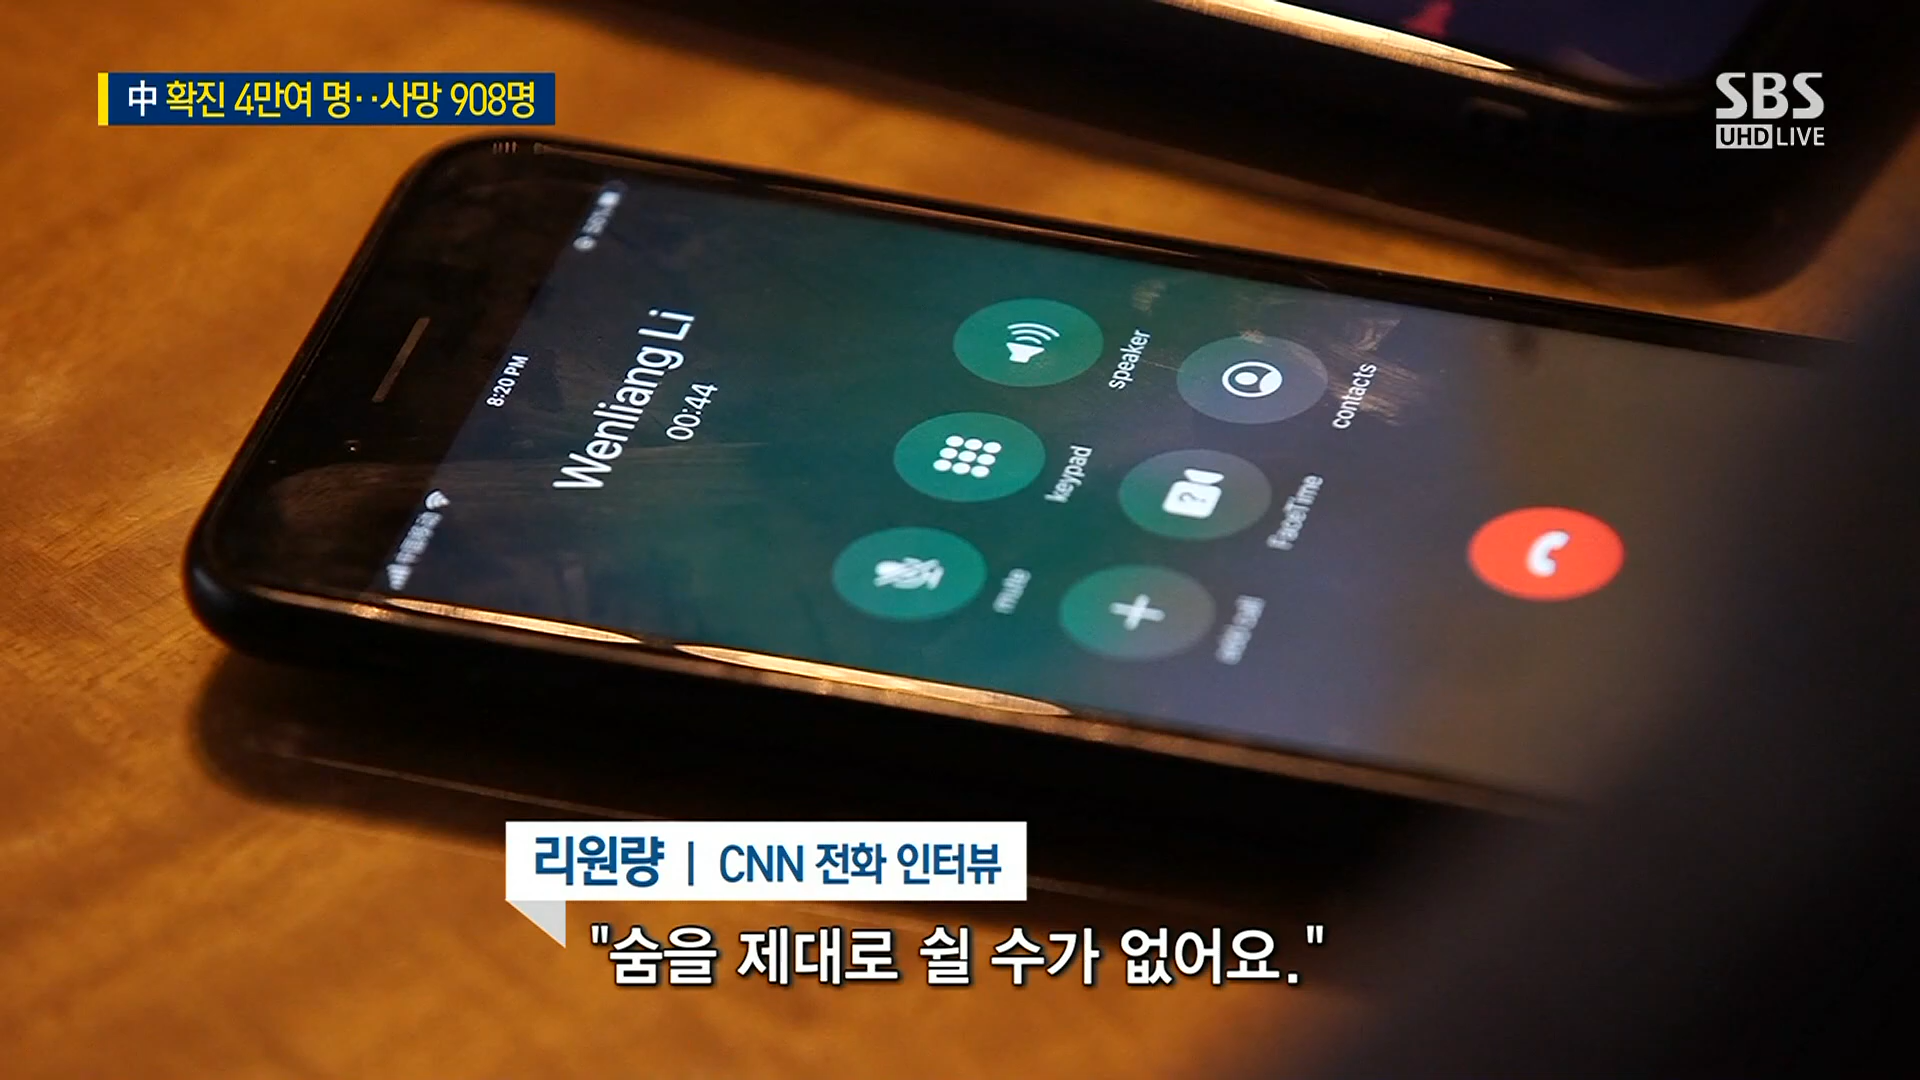 中 확진 4만여 명‥사망 908명
SBS
UHD LIVE
8:20 PM
Wenliang Li
00:44
speaker
contacts
keypad
FaceTime
mute
add call
리원량 | CNN 전화 인터뷰
"숨을 제대로 쉴 수가 없어요."